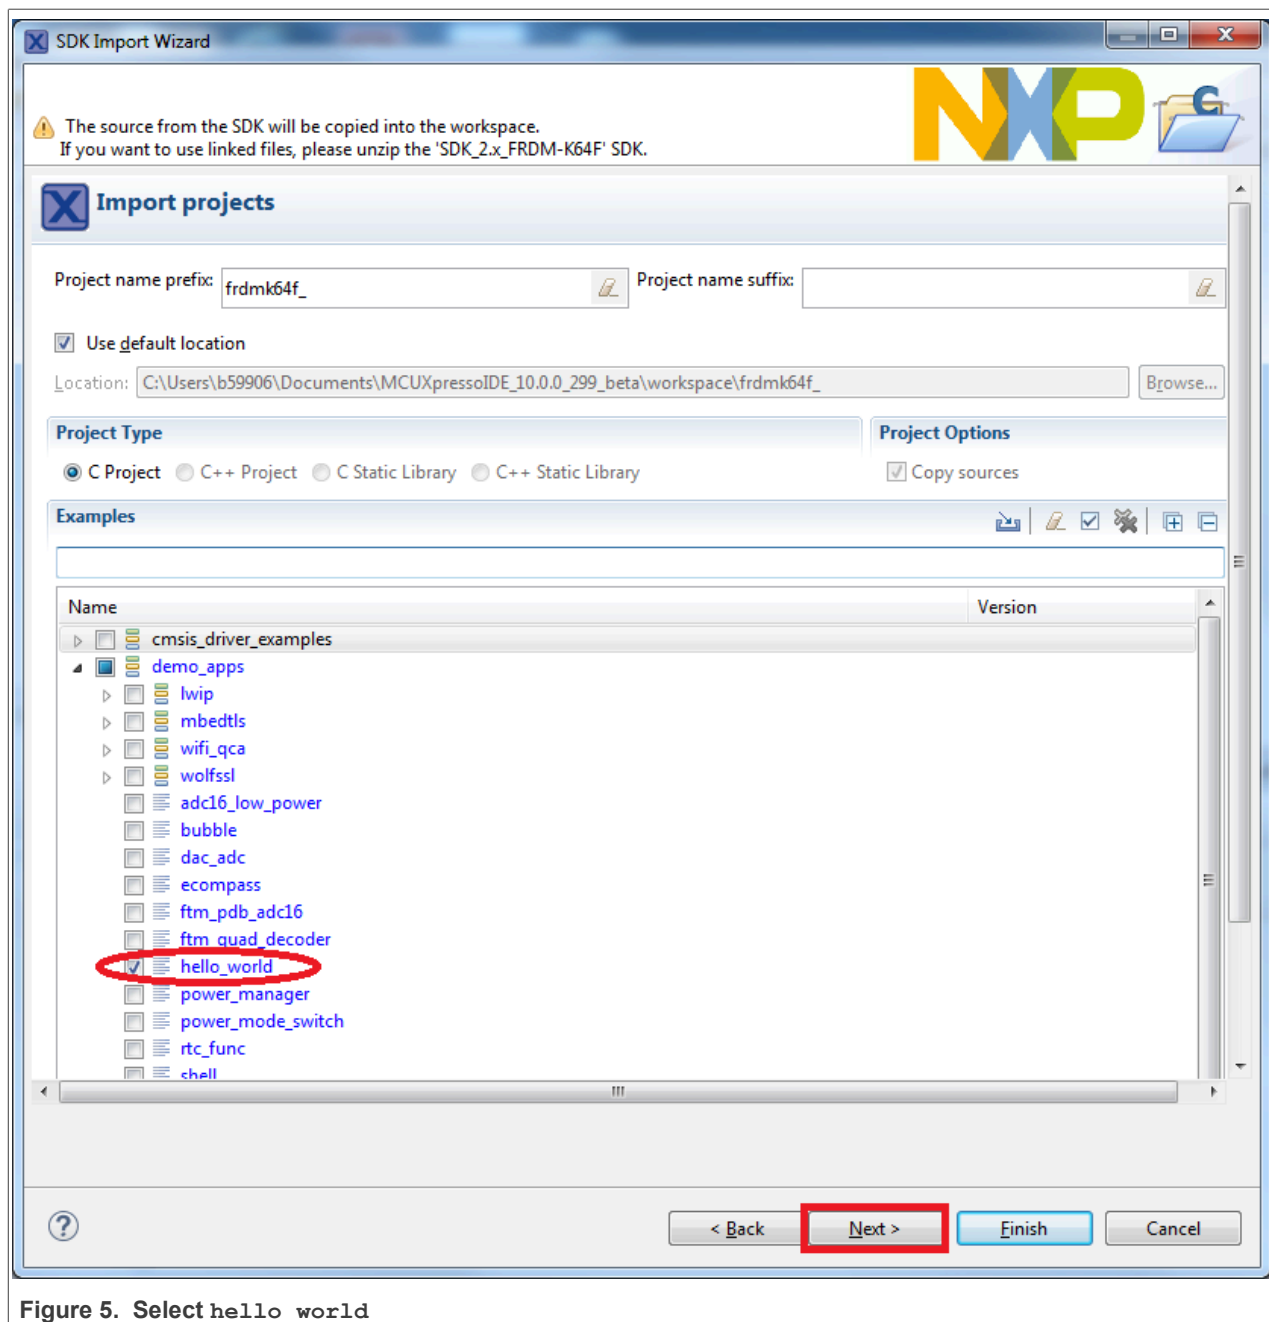 SDK Import Wizard
NXP
The source from the SDK will be copied into the workspace.
If you want to use linked files, please unzip the 'SDK_2.x_FRDM-K64F' SDK.
Import projects
Project name prefix: frdmk64f_ Project name suffix:
Use default location
Location: C:\Users\b59906\Documents\MCUXpressoIDE_10.0.0_299_beta\workspace\frdmk64f_ Browse...
Project Type Project Options
C Project C++ Project C Static Library C++ Static Library Copy sources
Examples
Name Version
cmsis_driver_examples
demo_apps
lwip
mbedtls
wifi_qca
wolfssl
adc16_low_power
bubble
dac_adc
ecompass
ftm_pdb_adc16
ftm_quad_decoder
hello_world
power_manager
power_mode_switch
rtc_func
shell
< Back Next > Finish Cancel
Figure 5. Select hello world